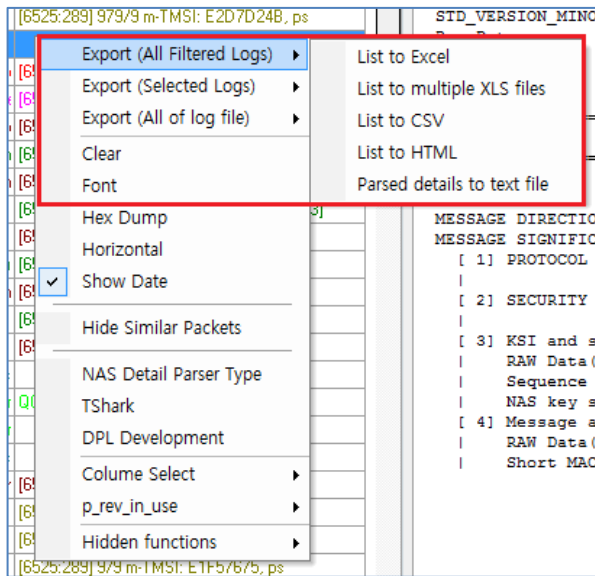 [6525:289] 979/9 m-TMSI: E2D7D24B, ps
Export (All Filtered Logs)
Export (Selected Logs)
Export (All of log file)
Clear
Font
Hex Dump
Horizontal
Show Date
Hide Similar Packets
NAS Detail Parser Type
TShark
DPL Development
Colume Select
p_rev_in_use
Hidden functions
[6525:289] 979/9 m-TMSI: E1F57675, ps
List to Excel
List to multiple XLS files
List to CSV
List to HTML
Parsed details to text file
STD_VERSION_MINO
MESSAGE DIRECTIO
MESSAGE SIGNIFIC
[ 1] PROTOCOL
|
[ 2] SECURITY
|
[ 3] KSI and s
| RAW Data(
| Sequence
| NAS key s
[ 4] Message a
| RAW Data(
| Short MAC